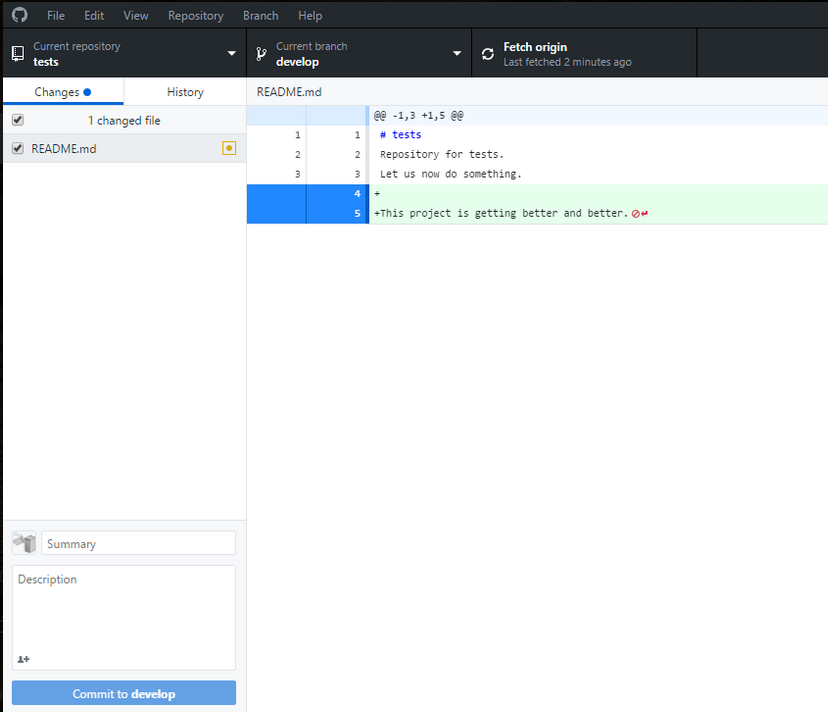 File Edit View Repository Branch Help
Current repository
tests
Current branch
develop
Fetch origin
Last fetched 2 minutes ago
Changes
History
1 changed file
README.md
README.md
@@ -1,3 +1,5 @@
1 1 # tests
2 2 Repository for tests.
3 3 Let us now do something.
4 +
5 +This project is getting better and better.
Summary
Description
Commit to develop